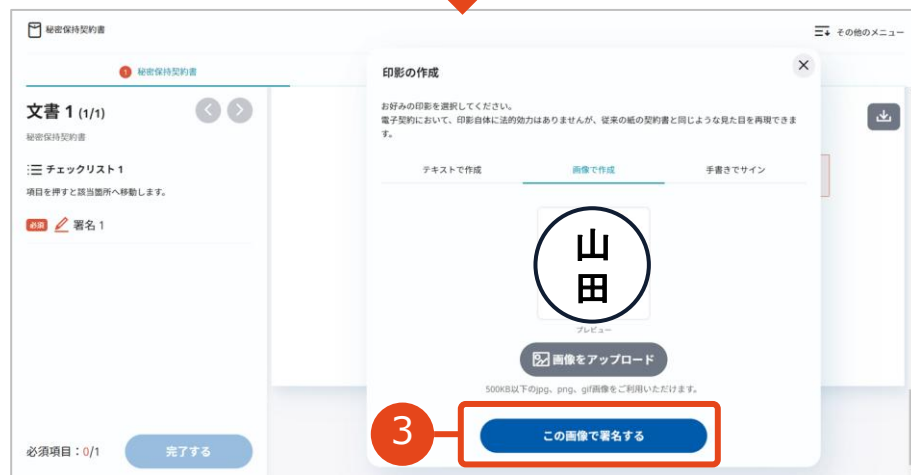 秘密保持契約書
その他のメニュー
1 秘密保持契約書
文書 1 (1/1)
秘密保持契約書
チェックリスト 1
項目を押すと該当箇所へ移動します。
必須 署名 1
必須項目：0/1
完了する
印影の作成
お好みの印影を選択してください。
電子契約において、印影自体に法的効力はありませんが、従来の紙の契約書と同じような見た目を再現できま
す。
テキストで作成 画像で作成 手書きでサイン
山
田
プレビュー
画像をアップロード
500KB以下のjpg、png、gif画像をご利用いただけます。
3
この画像で署名する